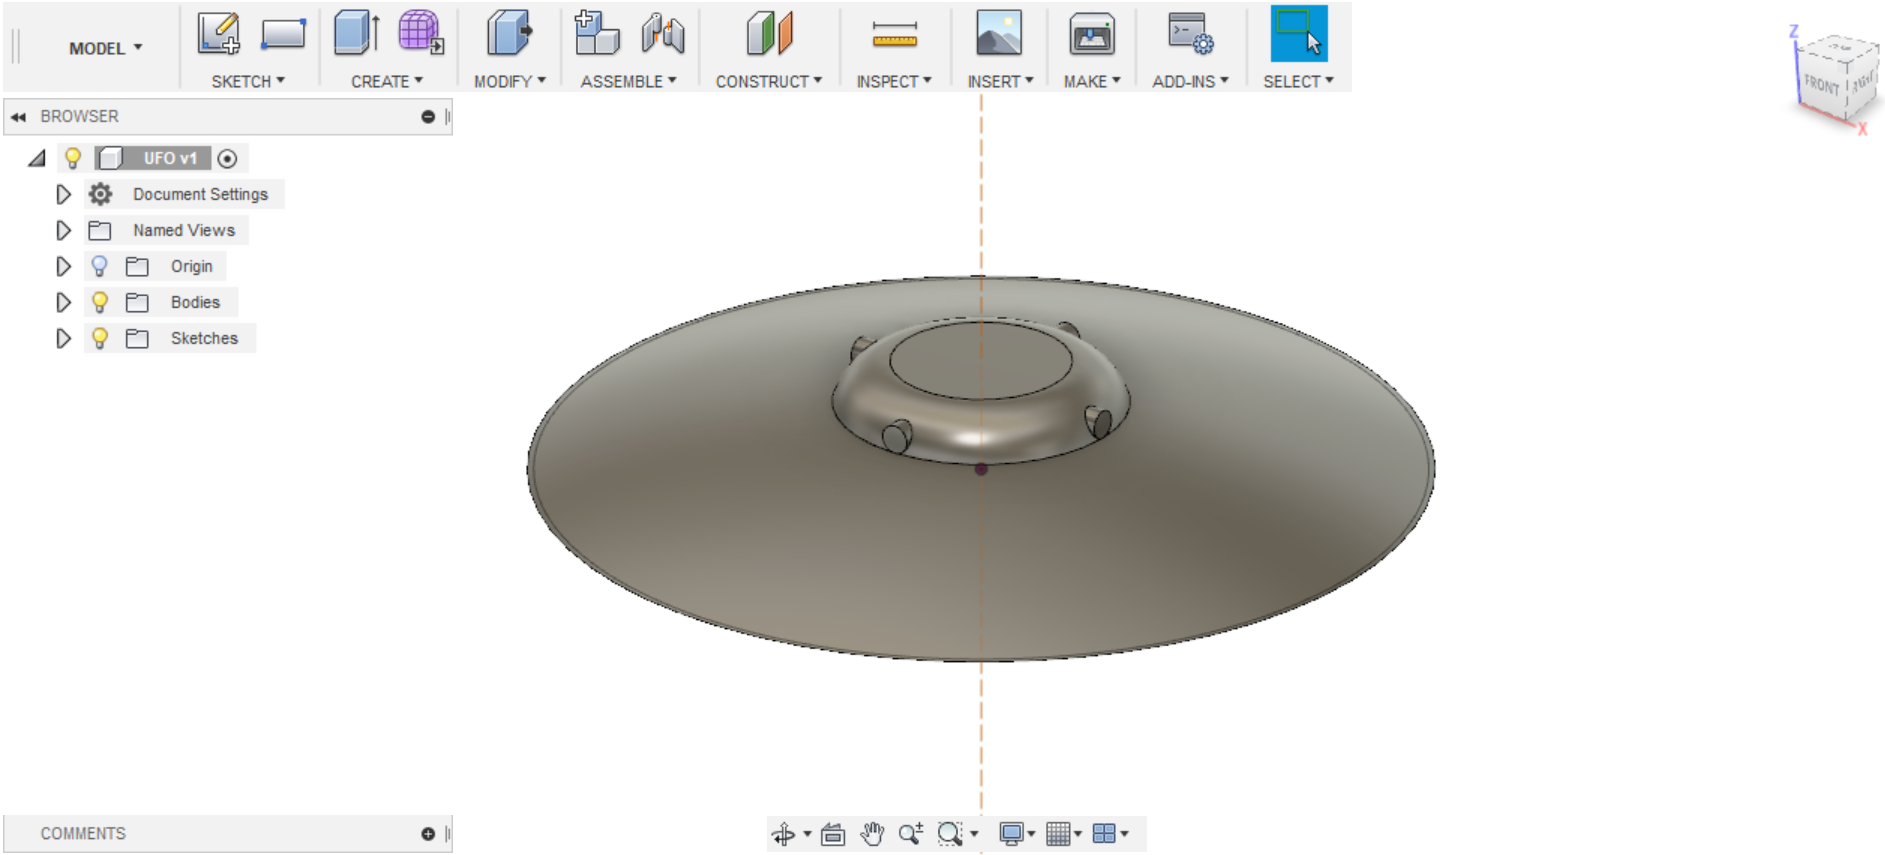 MODEL
SKETCH
CREATE
MODIFY
ASSEMBLE
CONSTRUCT
INSPECT
INSERT
MAKE
ADD-INS
SELECT
BROWSER
UFO v1
Document Settings
Named Views
Origin
Bodies
Sketches
Z
FRONT
RIGHT
X
COMMENTS